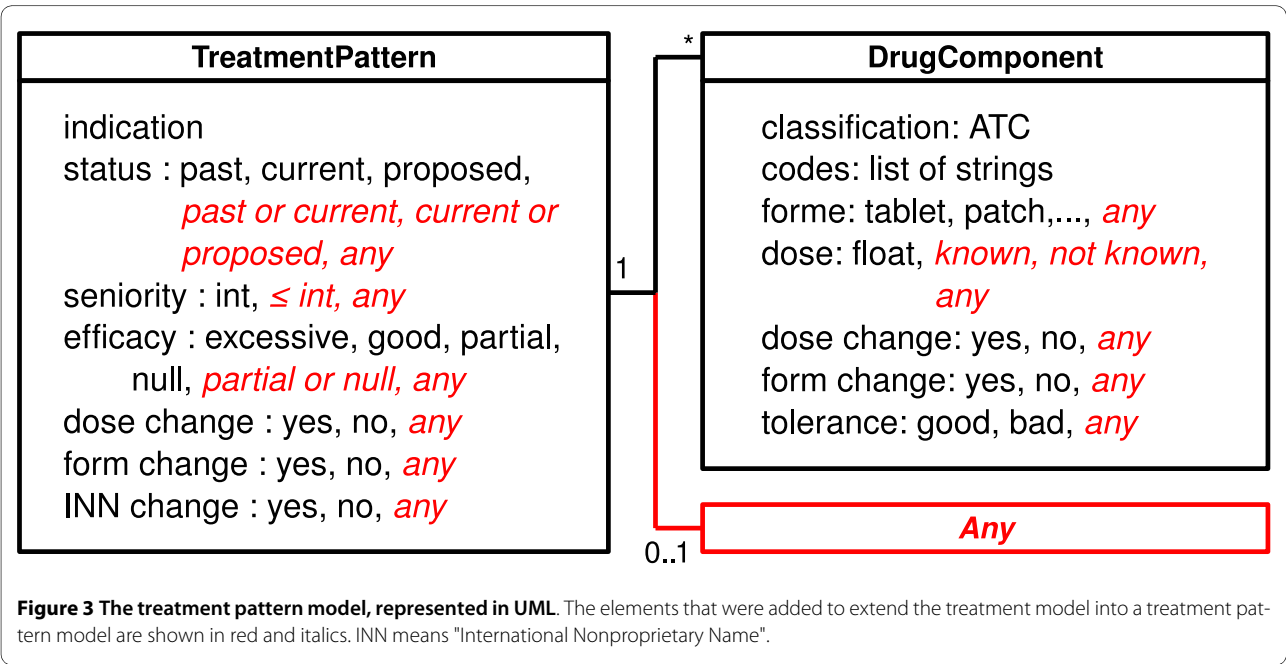 TreatmentPattern
indication
status : past, current, proposed,
past or current, current or
proposed, any
seniority : int, ≤ int, any
efficacy : excessive, good, partial,
null, partial or null, any
dose change : yes, no, any
form change : yes, no, any
INN change : yes, no, any
1
*
0..1
DrugComponent
classification: ATC
codes: list of strings
forme: tablet, patch,..., any
dose: float, known, not known,
any
dose change: yes, no, any
form change: yes, no, any
tolerance: good, bad, any
Any
Figure 3 The treatment pattern model, represented in UML. The elements that were added to extend the treatment model into a treatment pat-
tern model are shown in red and italics. INN means "International Nonproprietary Name".